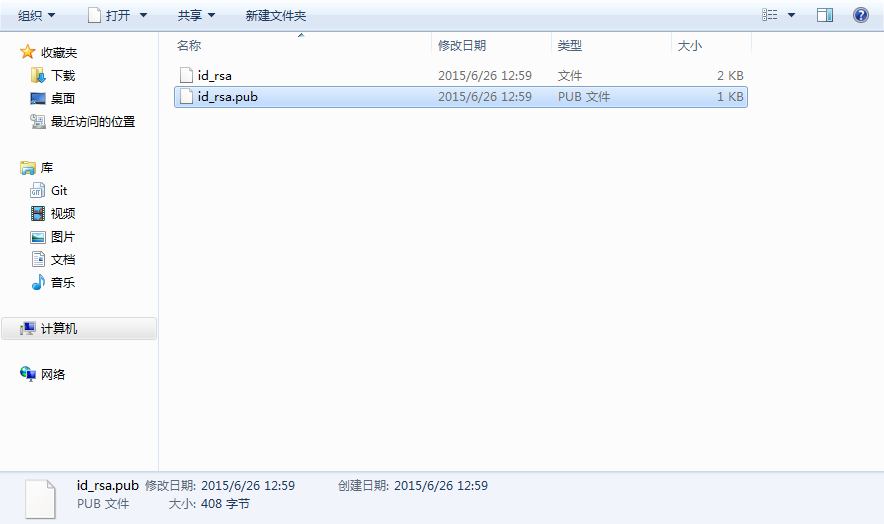 组织 打开 共享 新建文件夹
收藏夹
下载
桌面
最近访问的位置
库
Git
视频
图片
文档
音乐
计算机
网络
名称 修改日期 类型 大小
id_rsa 2015/6/26 12:59 文件 2 KB
id_rsa.pub 2015/6/26 12:59 PUB 文件 1 KB
id_rsa.pub 修改日期: 2015/6/26 12:59 创建日期: 2015/6/26 12:59
PUB 文件 大小: 408 字节